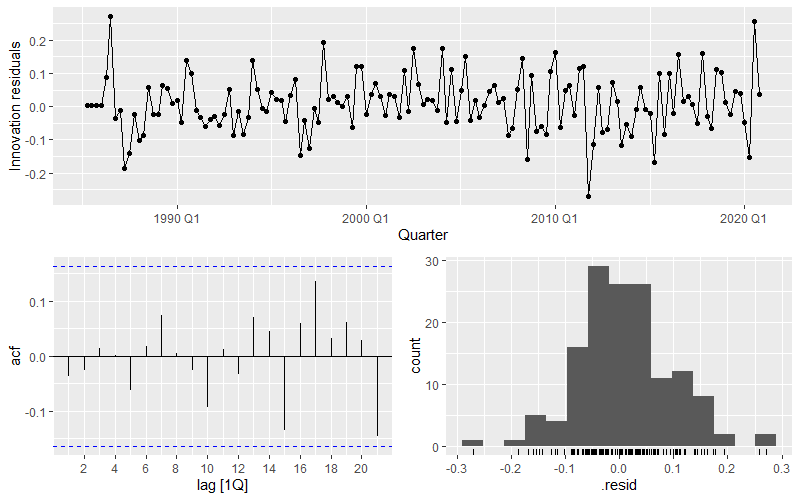 Innovation residuals
0.2
0.1
0.0
-0.1
-0.2
1990 Q1
2000 Q1
2010 Q1
2020 Q1
Quarter
acf
0.1
0.0
-0.1
2
4
6
8
10
12
14
16
18
20
lag [1Q]
count
30
20
10
0
-0.3
-0.2
-0.1
0.0
0.1
0.2
0.3
.resid